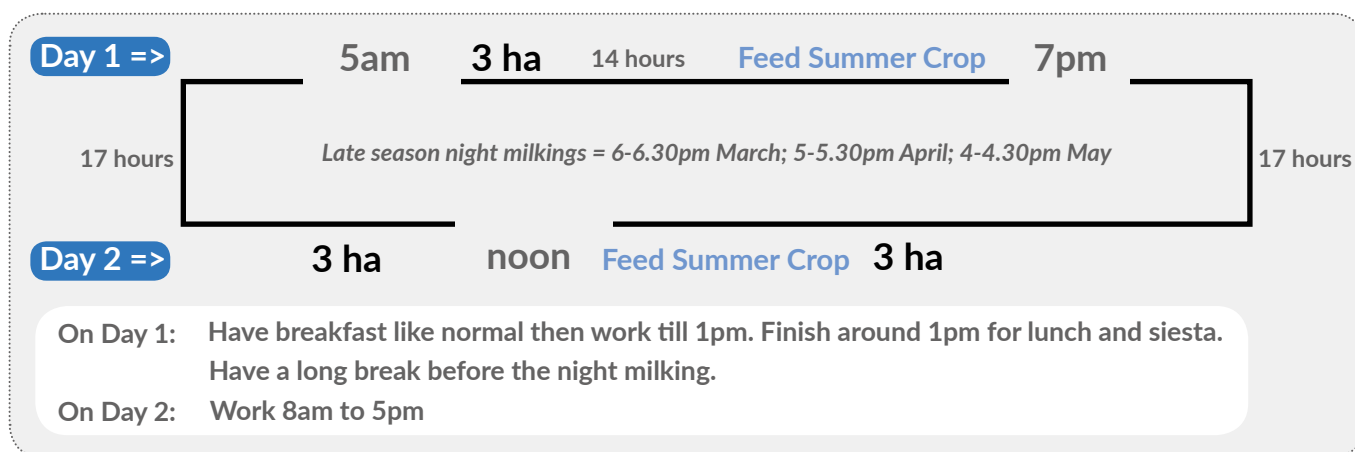 Day 1 => 5am 3 ha 14 hours Feed Summer Crop 7pm
17 hours Late season night milkings = 6-6.30pm March; 5-5.30pm April; 4-4.30pm May 17 hours
Day 2 => 3 ha noon Feed Summer Crop 3 ha
On Day 1: Have breakfast like normal then work till 1pm. Finish around 1pm for lunch and siesta.
Have a long break before the night milking.
On Day 2: Work 8am to 5pm